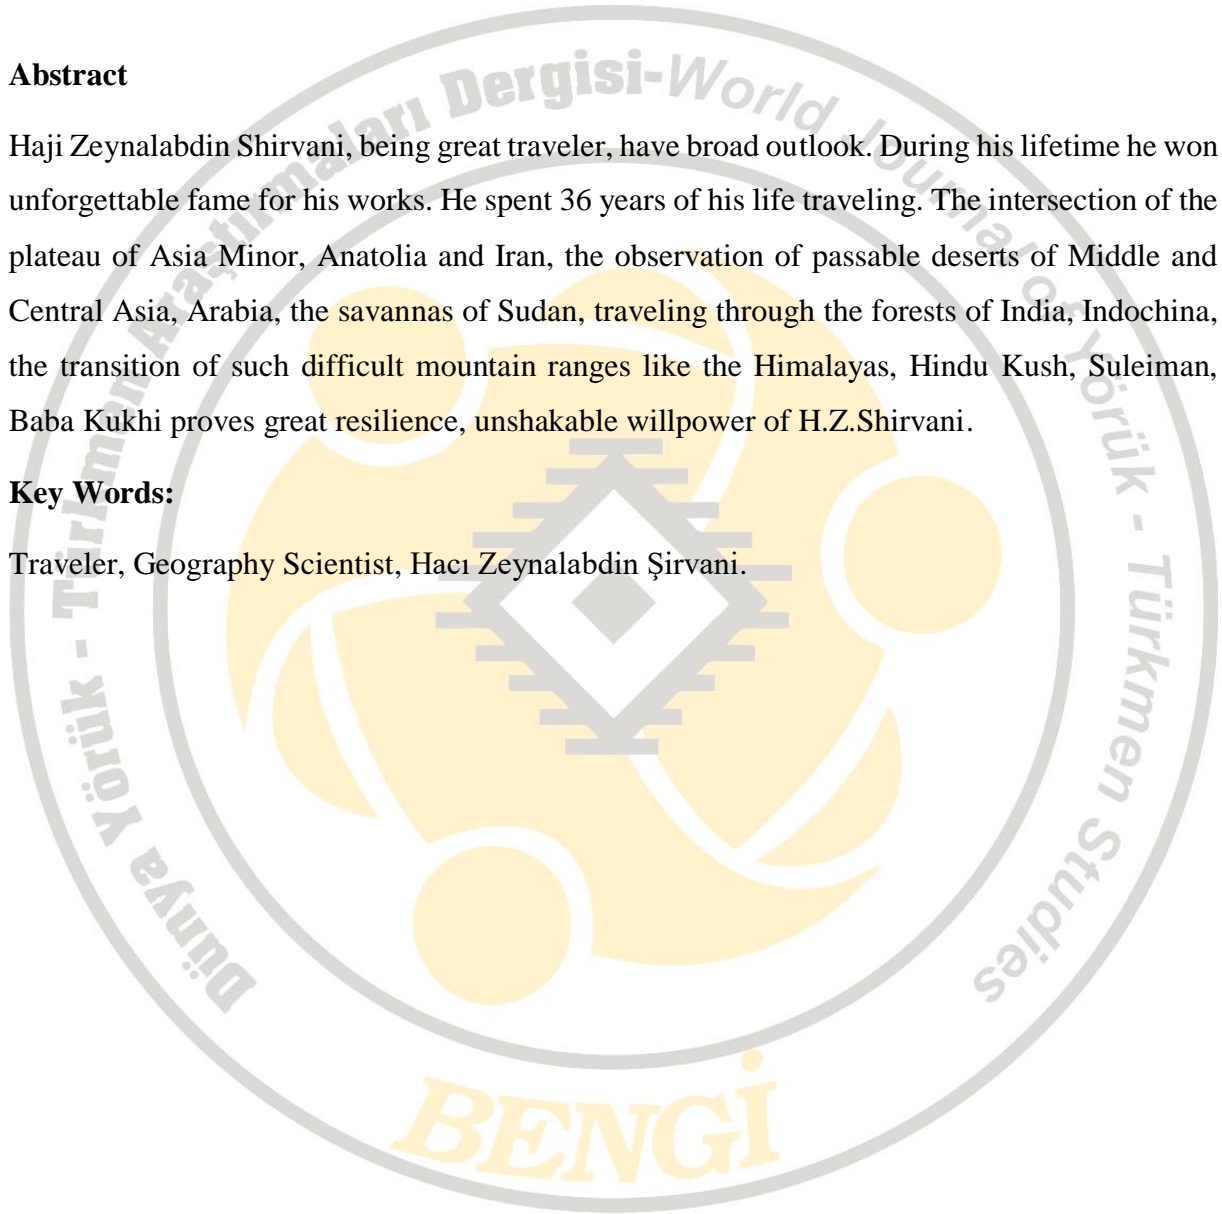 Abstract
Haji Zeynalabdin Shirvani, being great traveler, have broad outlook. During his lifetime he won
unforgettable fame for his works. He spent 36 years of his life traveling. The intersection of the
plateau of Asia Minor, Anatolia and Iran, the observation of passable deserts of Middle and
Central Asia, Arabia, the savannas of Sudan, traveling through the forests of India, Indochina,
the transition of such difficult mountain ranges like the Himalayas, Hindu Kush, Suleiman,
Baba Kukhi proves great resilience, unshakable willpower of H.Z.Shirvani.
Key Words:
Traveler, Geography Scientist, Hacı Zeynalabdin Şirvani.
Dünya Yörük - Türkmen Araştırmaları Dergisi-World Journal of Yörük - Türkmen Studies
BENGİ